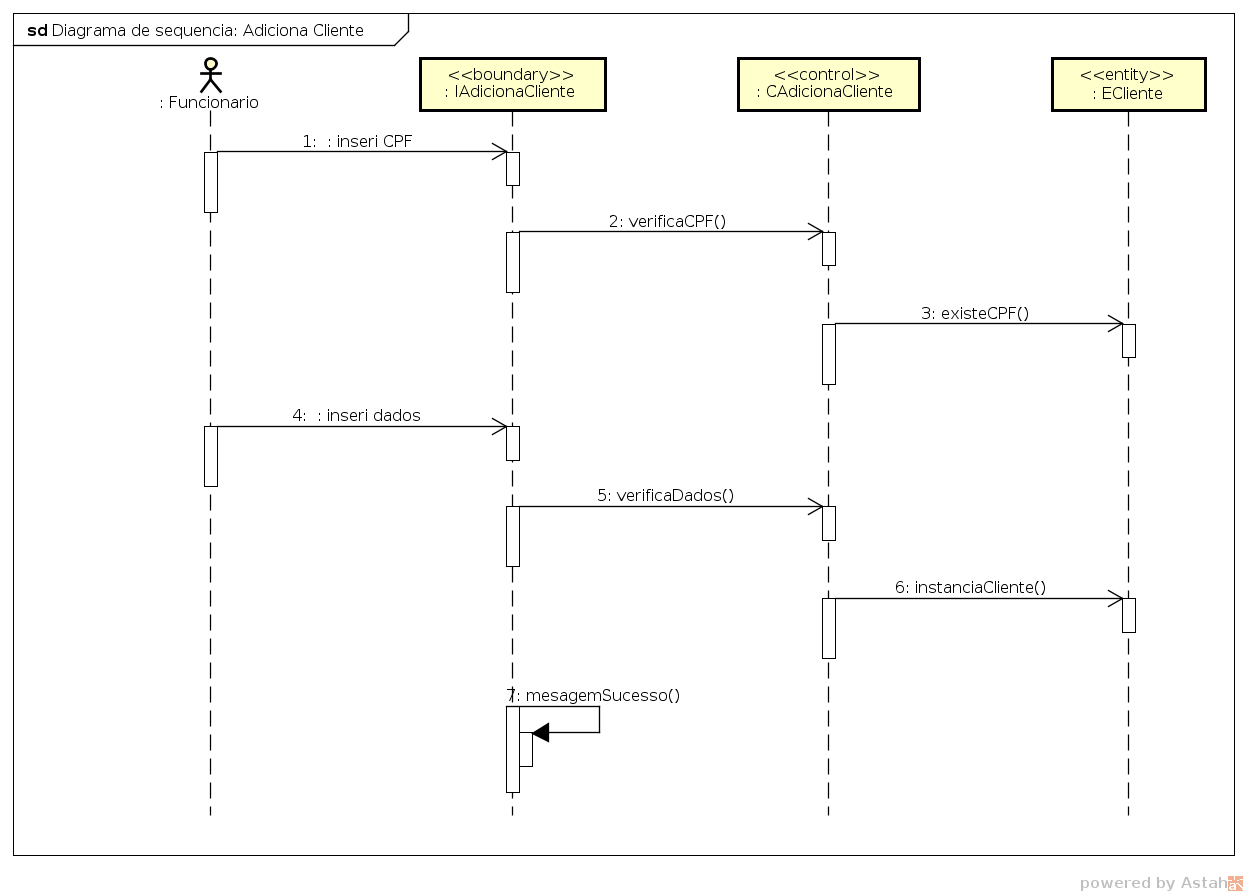 sd Diagrama de sequencia: Adiciona Cliente
: Funcionario
<<boundary>>
: IAdicionaCliente
<<control>>
: CAdicionaCliente
<<entity>>
: ECliente
1:  : inseri CPF
2: verificaCPF()
3: existeCPF()
4:  : inseri dados
5: verificaDados()
6: instanciaCliente()
7: mesagemSucesso()
powered by Astah